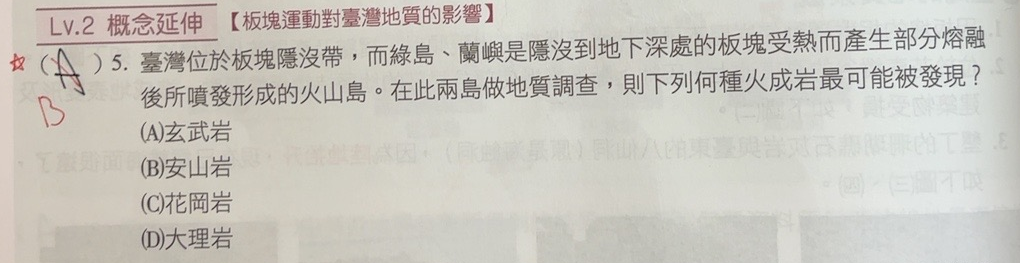 Lv.2 概念延伸 【板塊運動對臺灣地質的影響】
☆（A）5. 臺灣位於板塊隱沒帶，而綠島、蘭嶼是隱沒到地下深處的板塊受熱而產生部分熔融
B 後所噴發形成的火山島。在此兩島做地質調查，則下列何種火成岩最可能被發現？
(A)玄武岩
(B)安山岩
(C)花岡岩
(D)大理岩